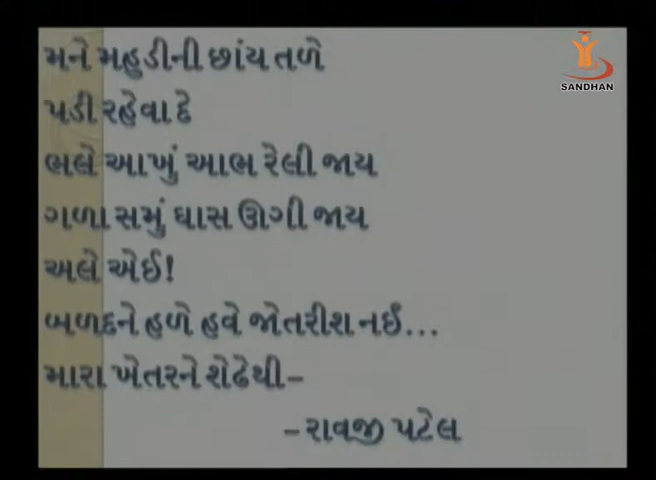 SANDHAN
મને મહુડીની છાંય તળે
પડી રહેવા દે
ભલે આખું આભ રેલી જાય
ગળા સમું ઘાસ ઊગી જાય
અલે એઈ!
બળદને હળે હવે જોતરીશ નઈં...
મારા ખેતરને શેઢેથી–
–રાવજી પટેલ